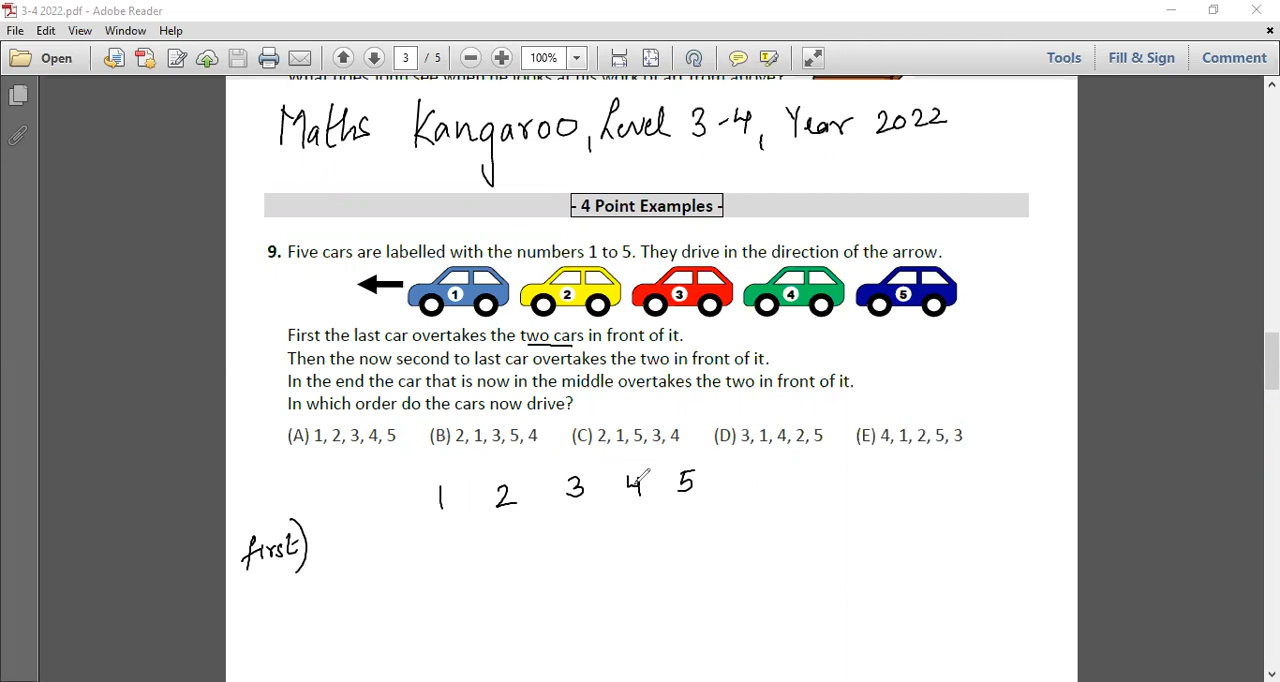 3-4 2022.pdf - Adobe Reader
File Edit View Window Help
Open 3 / 5 100% Tools Fill & Sign Comment
Maths Kangaroo, Level 3-4, Year 2022
- 4 Point Examples -
9. Five cars are labelled with the numbers 1 to 5. They drive in the direction of the arrow.
1 2 3 4 5
First the last car overtakes the two cars in front of it.
Then the now second to last car overtakes the two in front of it.
In the end the car that is now in the middle overtakes the two in front of it.
In which order do the cars now drive?
(A) 1, 2, 3, 4, 5 (B) 2, 1, 3, 5, 4 (C) 2, 1, 5, 3, 4 (D) 3, 1, 4, 2, 5 (E) 4, 1, 2, 5, 3
1 2 3 4 5
first)